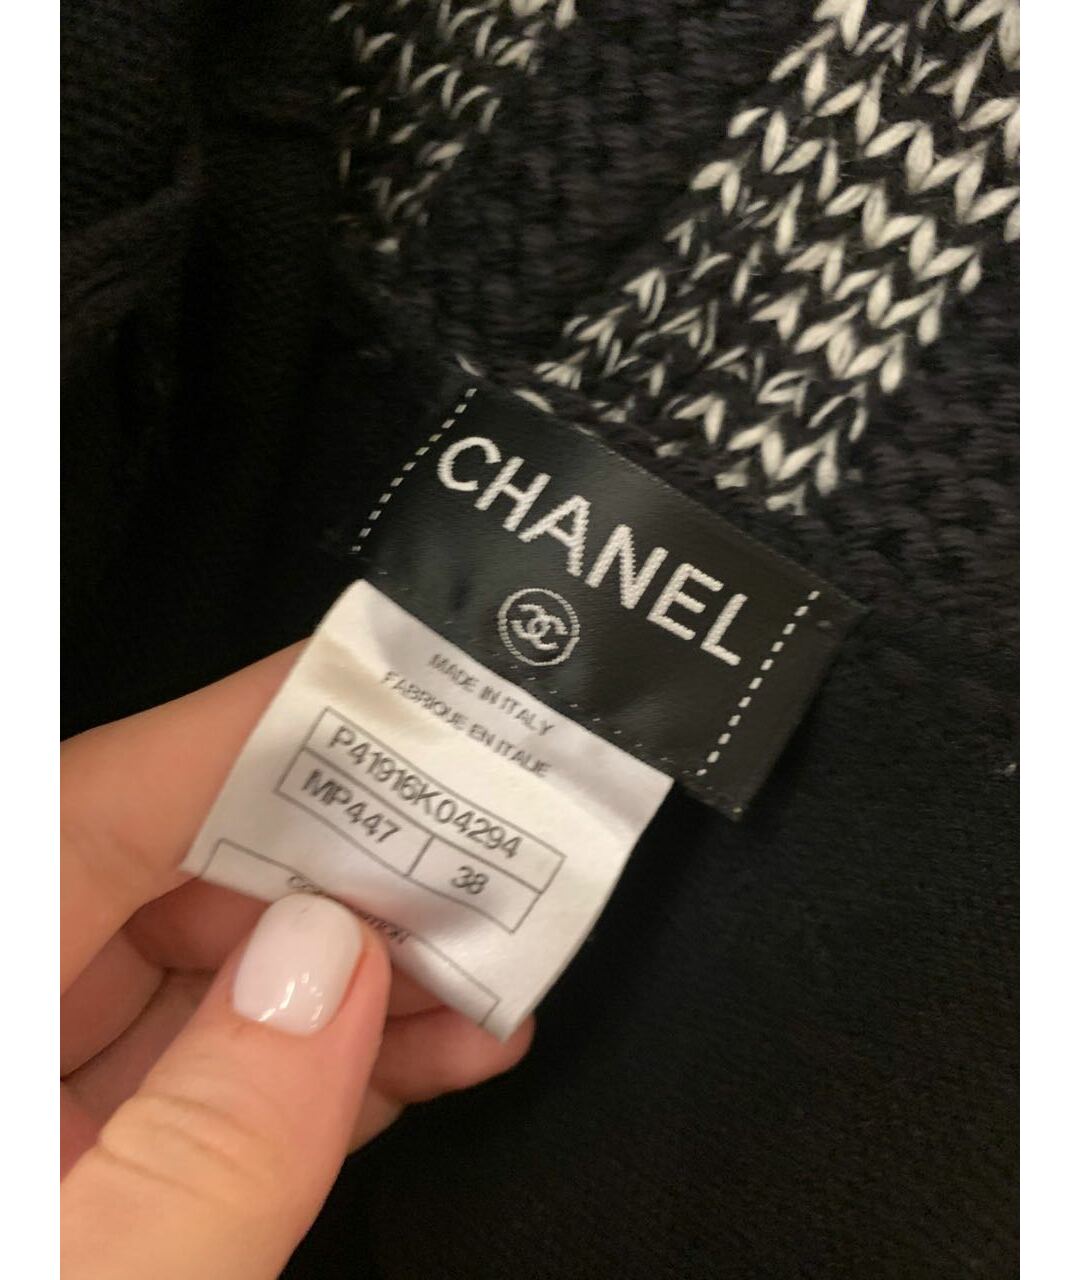 CHANEL
MADE IN ITALY
FABRIQUE EN ITALIE
P41916K04294
MP447 38